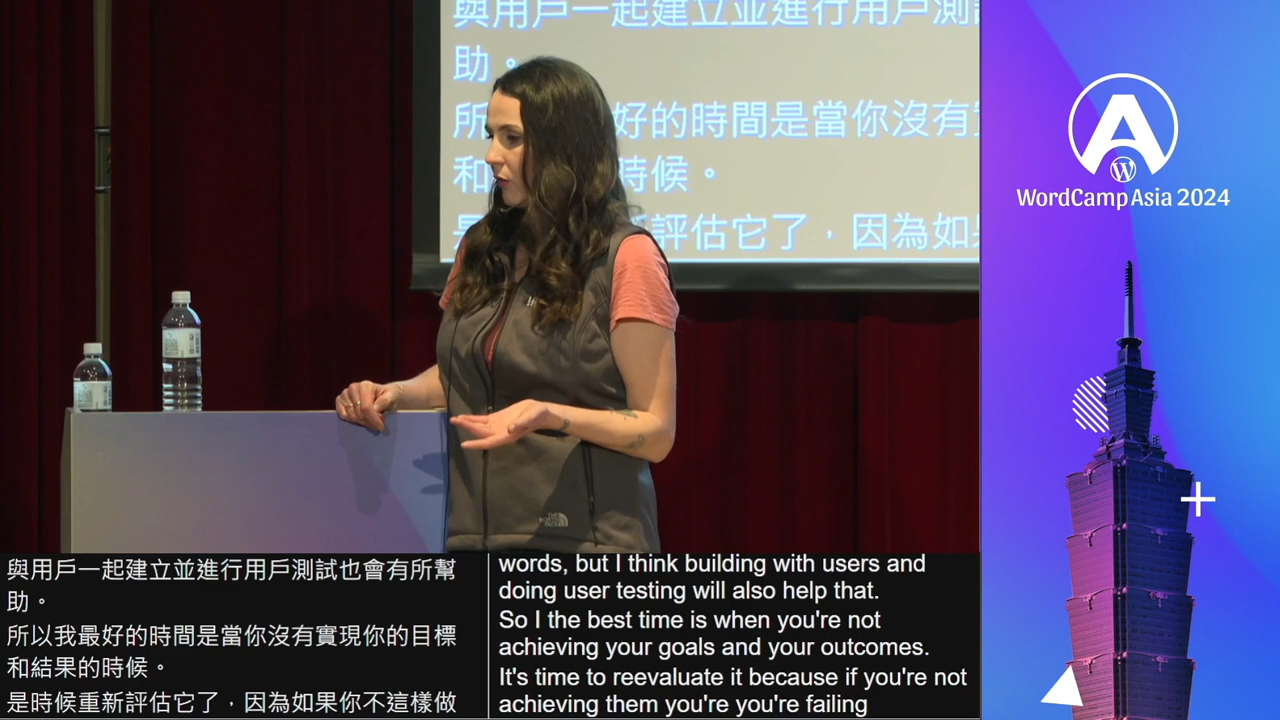 與用戶一起建立並進行用戶測
助。
所
好的時間是當你沒有
和
時候。
評估它了，因為如
WordCamp Asia 2024
THE
NORTH
FACE
與用戶一起建立並進行用戶測試也會有所幫
助。
所以我最好的時間是當你沒有實現你的目標
和結果的時候。
是時候重新評估它了，因為如果你不這樣做
words, but I think building with users and
doing user testing will also help that.
So I the best time is when you're not
achieving your goals and your outcomes.
It's time to reevaluate it because if you're not
achieving them you're you're failing